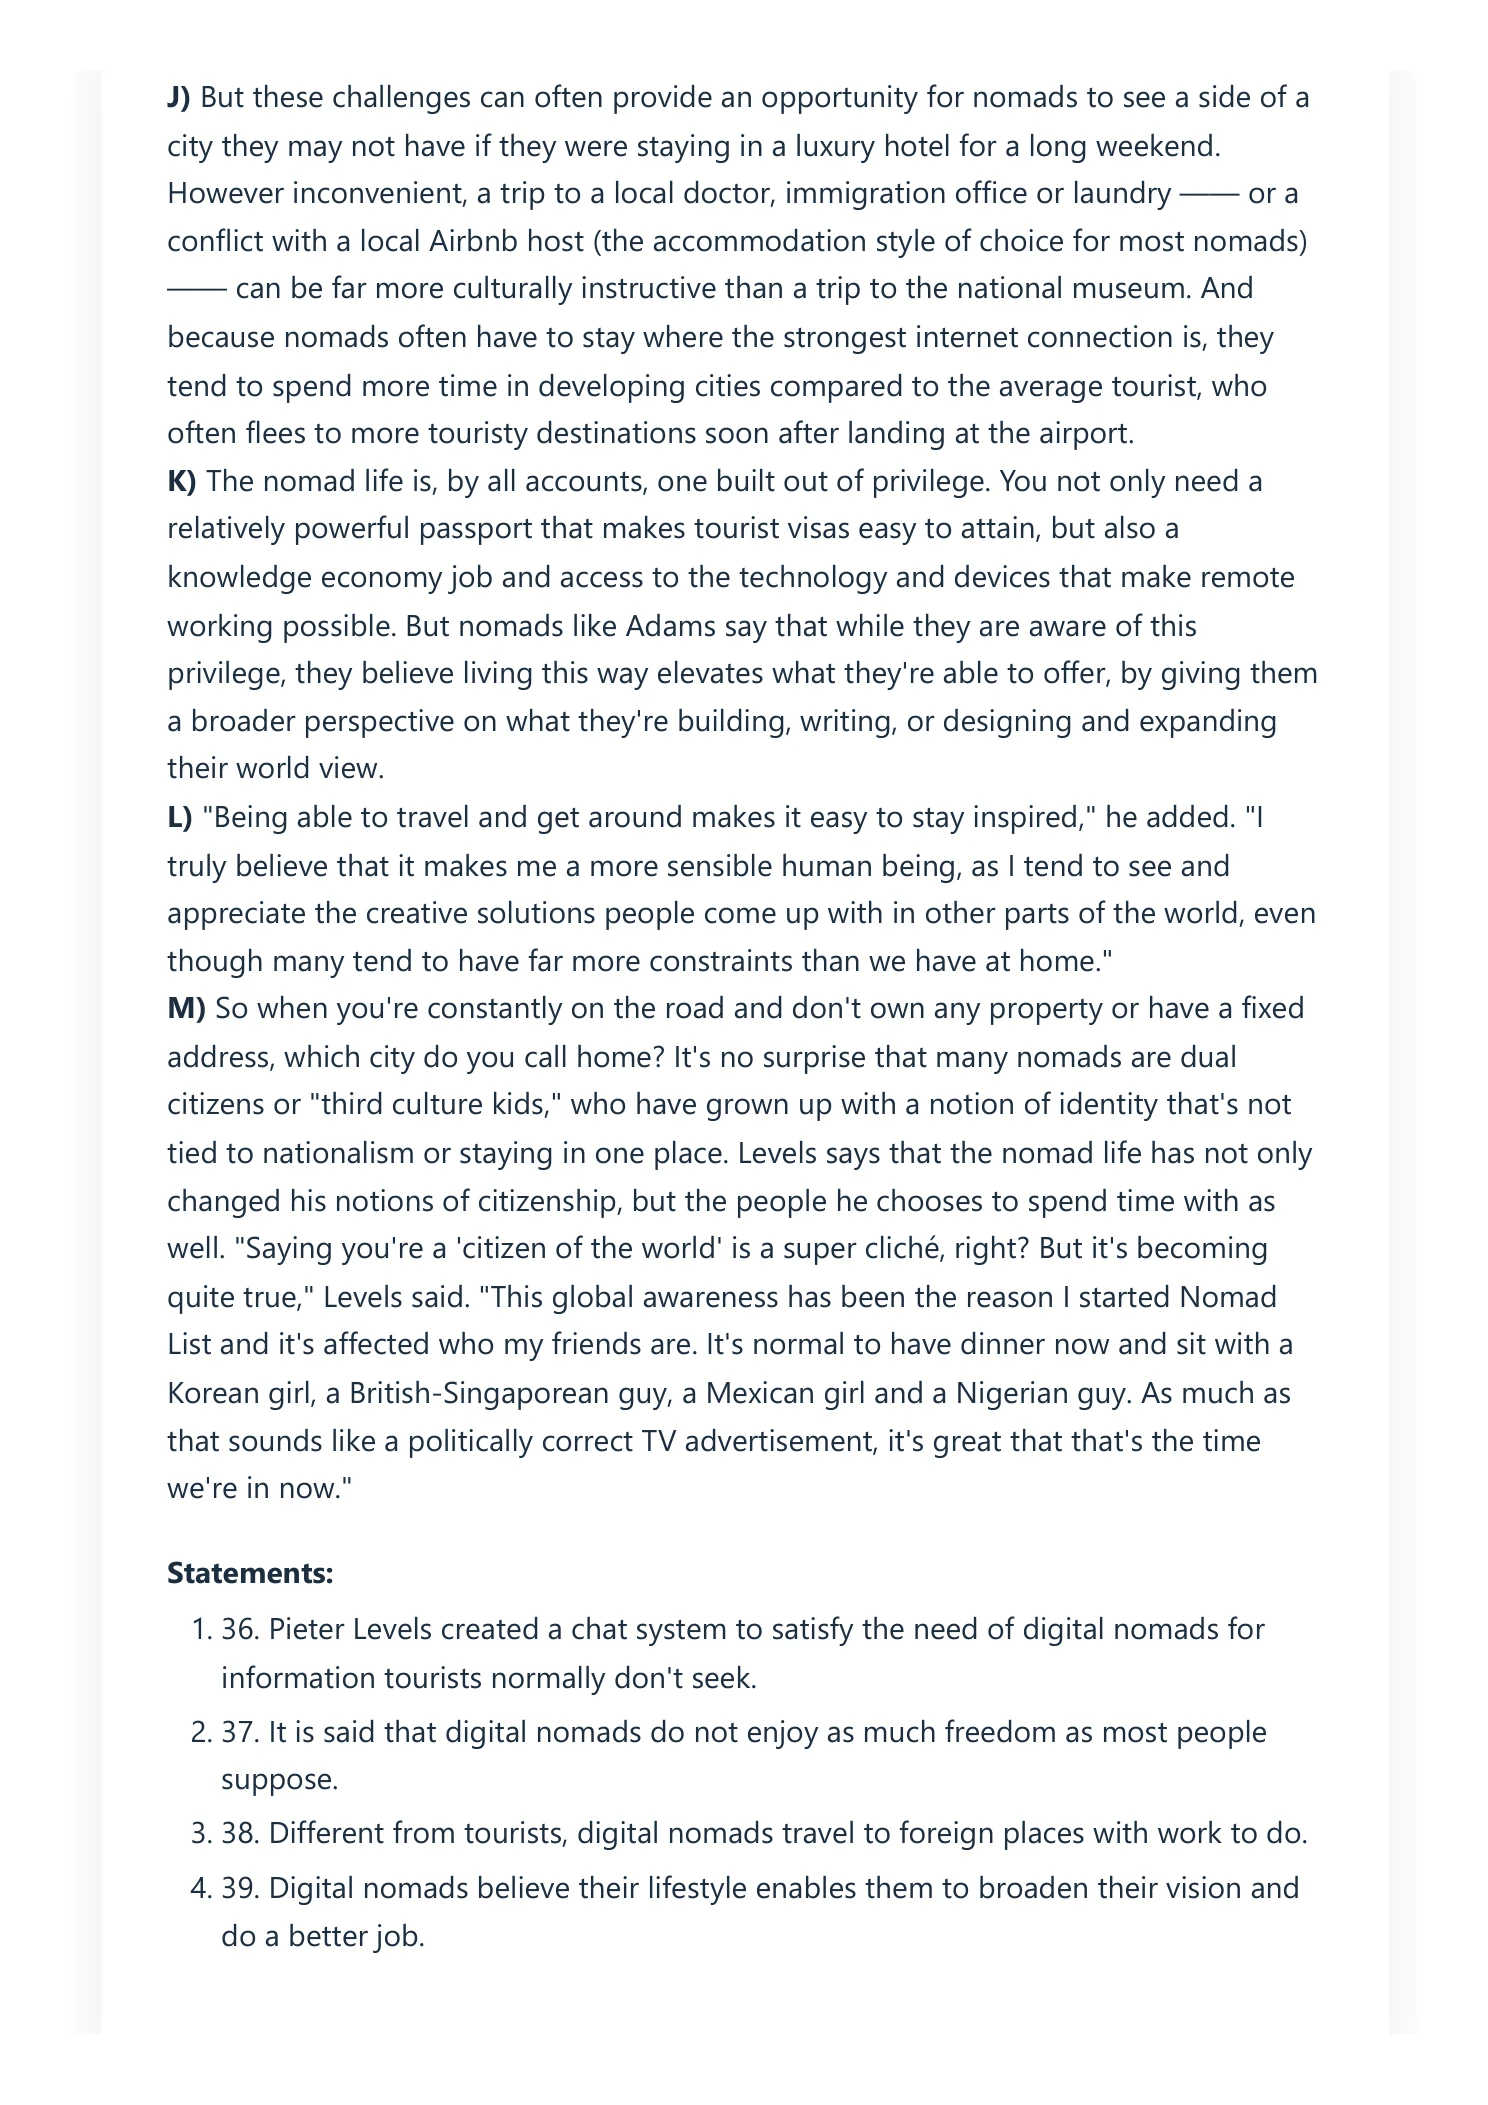 J) But these challenges can often provide an opportunity for nomads to see a side of a
city they may not have if they were staying in a luxury hotel for a long weekend.
However inconvenient, a trip to a local doctor, immigration office or laundry —— or a
conflict with a local Airbnb host (the accommodation style of choice for most nomads)
—— can be far more culturally instructive than a trip to the national museum. And
because nomads often have to stay where the strongest internet connection is, they
tend to spend more time in developing cities compared to the average tourist, who
often flees to more touristy destinations soon after landing at the airport.
K) The nomad life is, by all accounts, one built out of privilege. You not only need a
relatively powerful passport that makes tourist visas easy to attain, but also a
knowledge economy job and access to the technology and devices that make remote
working possible. But nomads like Adams say that while they are aware of this
privilege, they believe living this way elevates what they're able to offer, by giving them
a broader perspective on what they're building, writing, or designing and expanding
their world view.
L) "Being able to travel and get around makes it easy to stay inspired," he added. "I
truly believe that it makes me a more sensible human being, as I tend to see and
appreciate the creative solutions people come up with in other parts of the world, even
though many tend to have far more constraints than we have at home."
M) So when you're constantly on the road and don't own any property or have a fixed
address, which city do you call home? It's no surprise that many nomads are dual
citizens or "third culture kids," who have grown up with a notion of identity that's not
tied to nationalism or staying in one place. Levels says that the nomad life has not only
changed his notions of citizenship, but the people he chooses to spend time with as
well. "Saying you're a 'citizen of the world' is a super cliché, right? But it's becoming
quite true," Levels said. "This global awareness has been the reason I started Nomad
List and it's affected who my friends are. It's normal to have dinner now and sit with a
Korean girl, a British-Singaporean guy, a Mexican girl and a Nigerian guy. As much as
that sounds like a politically correct TV advertisement, it's great that that's the time
we're in now."
Statements:
1. 36. Pieter Levels created a chat system to satisfy the need of digital nomads for
information tourists normally don't seek.
2. 37. It is said that digital nomads do not enjoy as much freedom as most people
suppose.
3. 38. Different from tourists, digital nomads travel to foreign places with work to do.
4. 39. Digital nomads believe their lifestyle enables them to broaden their vision and
do a better job.